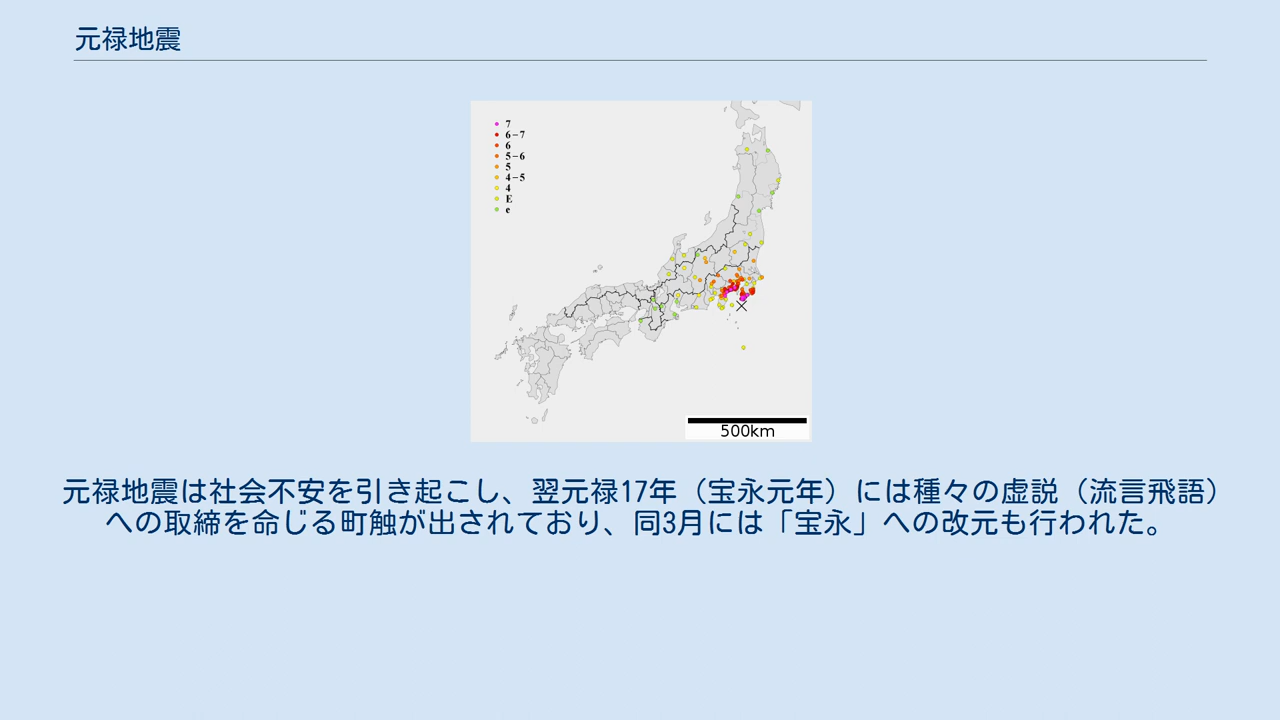 元禄地震
7
6-7
6
5-6
5
4-5
4
E
e
500km
元禄地震は社会不安を引き起こし、翌元禄17年（宝永元年）には種々の虚説（流言飛語）
への取締を命じる町触が出されており、同3月には「宝永」への改元も行われた。